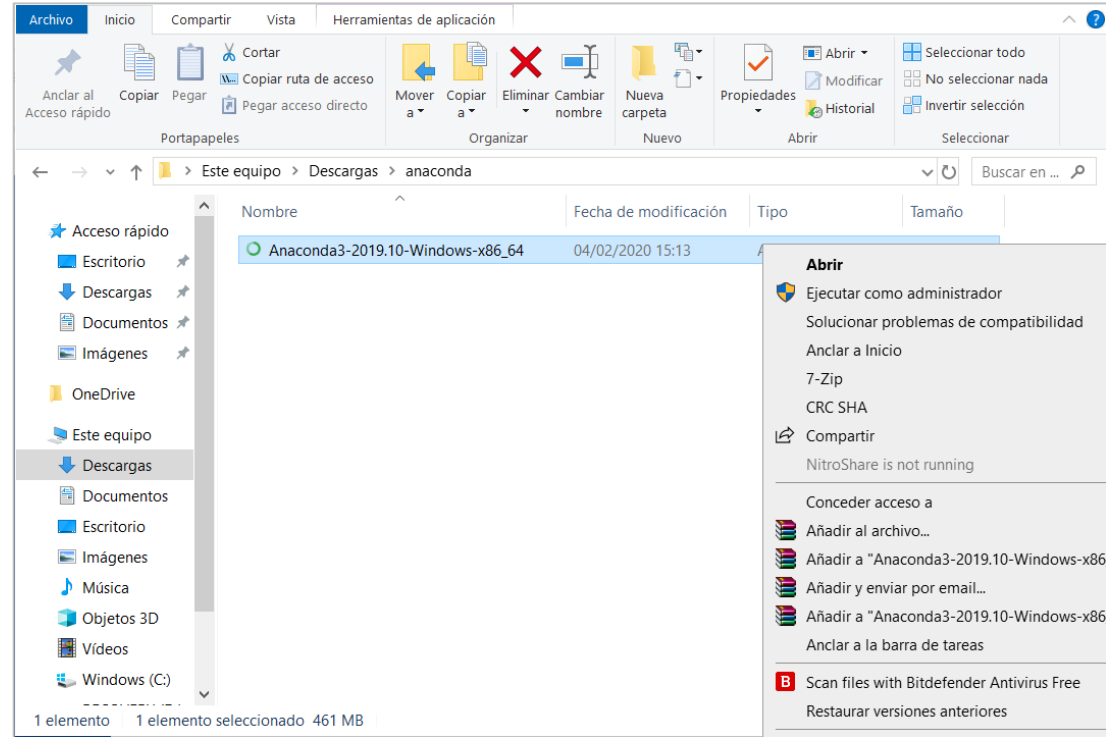 Archivo Inicio Compartir Vista Herramientas de aplicación
Anclar al
Acceso rápido
Copiar
Pegar
Cortar
Copiar ruta de acceso
Pegar acceso directo
Portapapeles
Mover
a
Copiar
a
Eliminar
Cambiar
nombre
Organizar
Nueva
carpeta
Nuevo
Propiedades
Abrir
Modificar
Historial
Abrir
Seleccionar todo
No seleccionar nada
Invertir selección
Seleccionar
Este equipo > Descargas > anaconda
Buscar en ...
Acceso rápido
Escritorio
Descargas
Documentos
Imágenes
OneDrive
Este equipo
Descargas
Documentos
Escritorio
Imágenes
Música
Objetos 3D
Vídeos
Windows (C:)
Nombre Fecha de modificación Tipo Tamaño
Anaconda3-2019.10-Windows-x86_64 04/02/2020 15:13
Abrir
Ejecutar como administrador
Solucionar problemas de compatibilidad
Anclar a Inicio
7-Zip
CRC SHA
Compartir
NitroShare is not running
Conceder acceso a
Añadir al archivo...
Añadir a "Anaconda3-2019.10-Windows-x86
Añadir y enviar por email...
Añadir a "Anaconda3-2019.10-Windows-x86
Anclar a la barra de tareas
B Scan files with Bitdefender Antivirus Free
Restaurar versiones anteriores
1 elemento 1 elemento seleccionado 461 MB